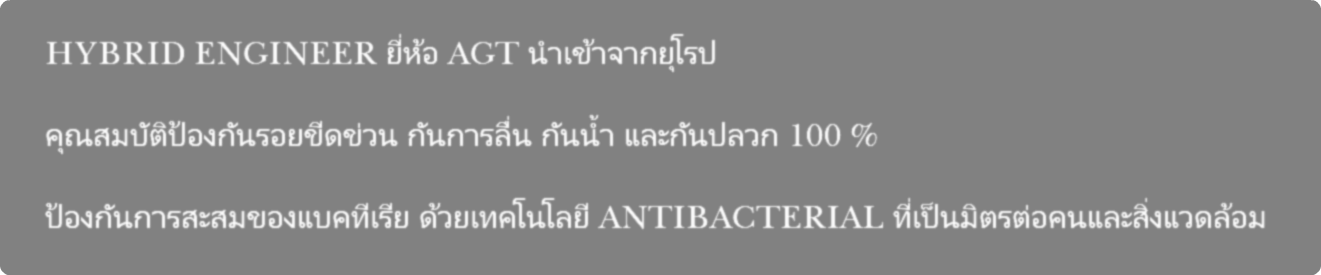 HYBRID ENGINEER ยี่ห้อ AGT นำเข้าจากยุโรป
คุณสมบัติป้องกันรอยขีดข่วน กันการลื่น กันน้ำ และกันปลวก 100 %
ป้องกันการสะสมของแบคทีเรีย ด้วยเทคโนโลยี ANTIBACTERIAL ที่เป็นมิตรต่อคนและสิ่งแวดล้อม